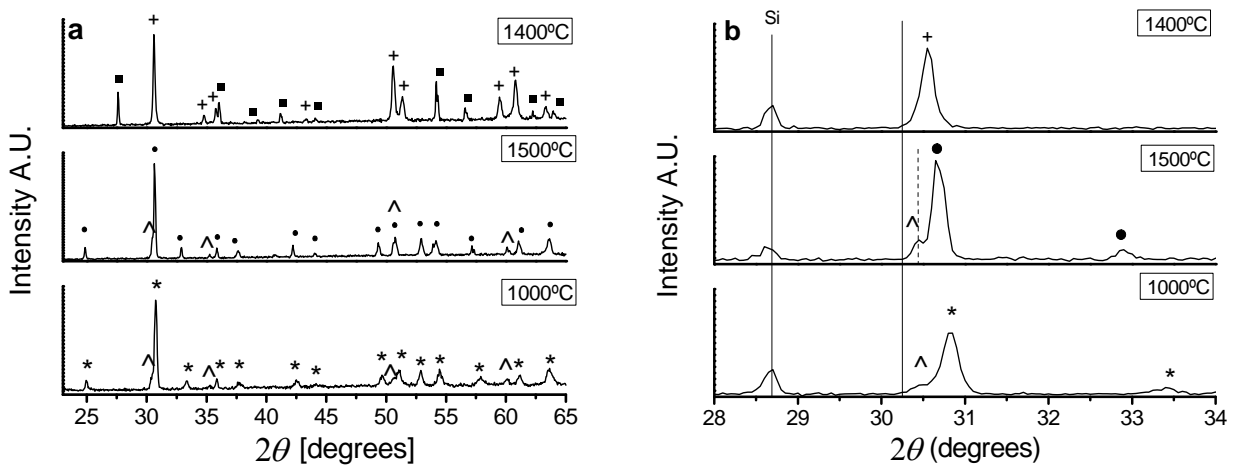 a
1400ºC
1500ºC
1000ºC
Intensity A.U.
25 30 35 40 45 50 55 60 65
2θ [degrees]
b
Si
1400ºC
1500ºC
1000ºC
Intensity A.U.
28 29 30 31 32 33 34
2θ (degrees)